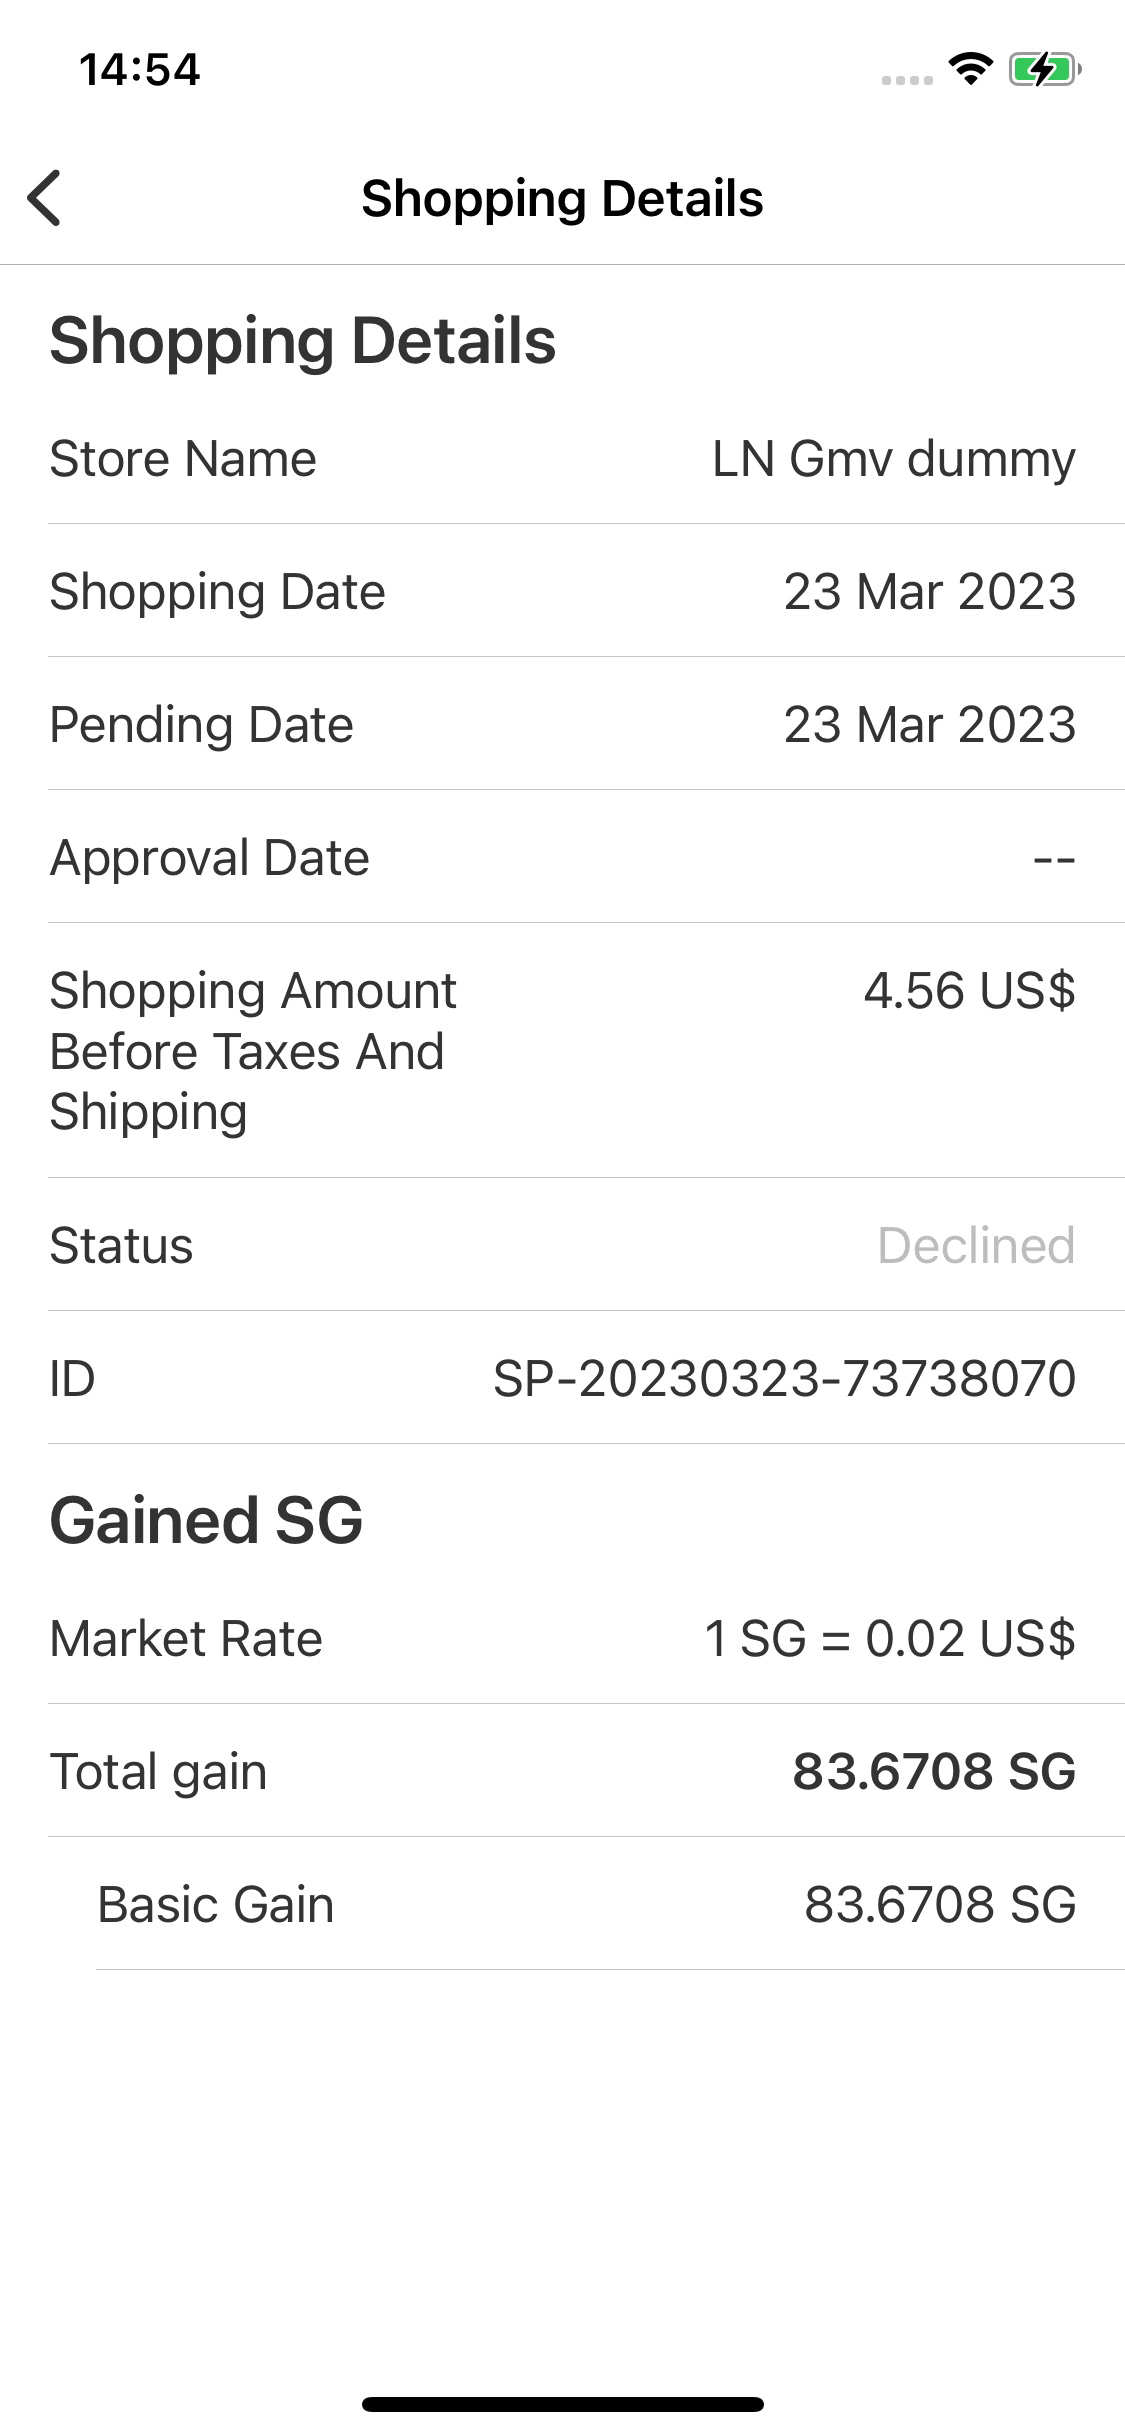 14:54
Shopping Details
Shopping Details
Store Name LN Gmv dummy
Shopping Date 23 Mar 2023
Pending Date 23 Mar 2023
Approval Date --
Shopping Amount 4.56 US$
Before Taxes And
Shipping
Status Declined
ID SP-20230323-73738070
Gained SG
Market Rate 1 SG = 0.02 US$
Total gain 83.6708 SG
Basic Gain 83.6708 SG